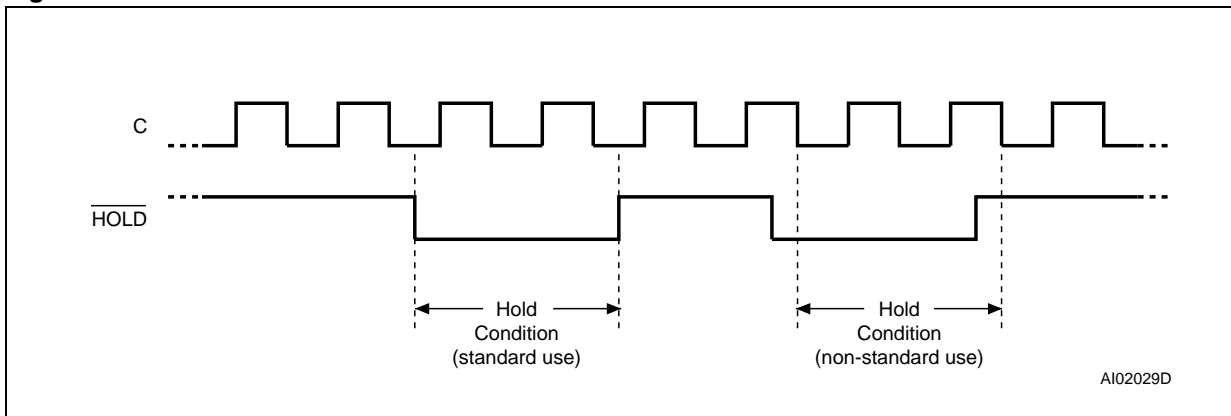 C
HOLD
Hold
Condition
(standard use)
Hold
Condition
(non-standard use)
AI02029D